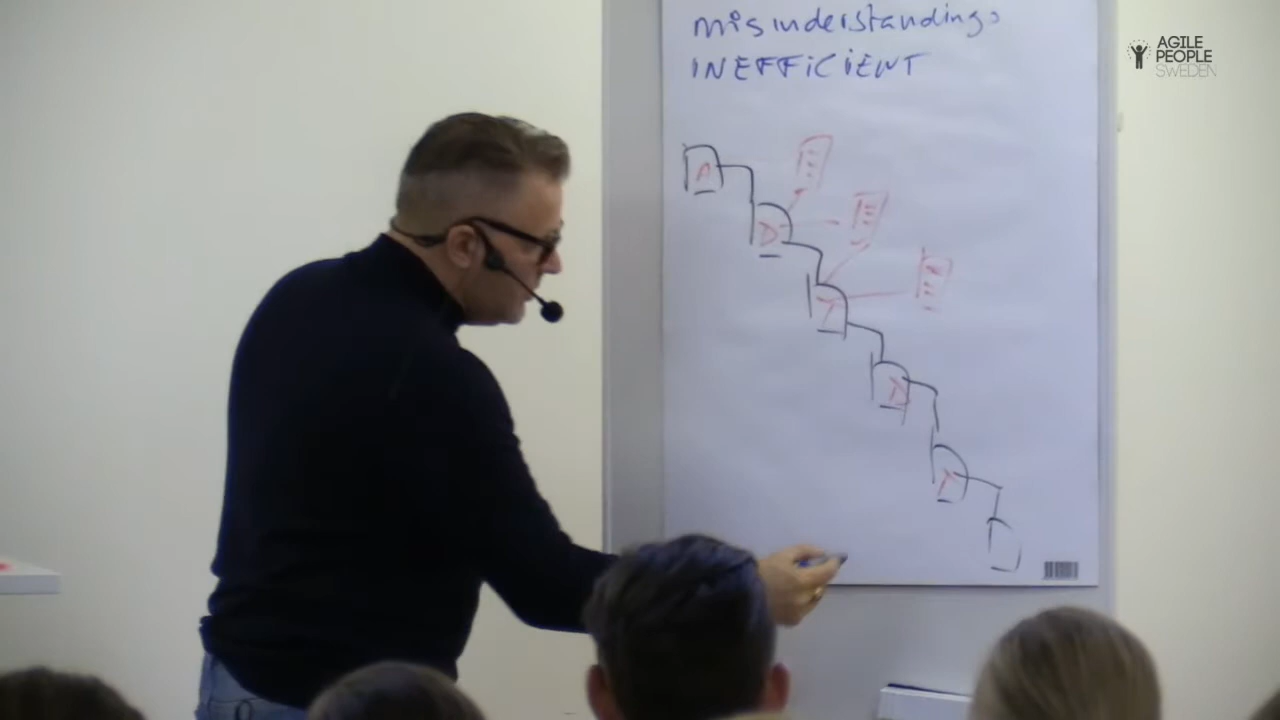 misunderstandings
INEFFICIENT
A
D
D
AGILE
PEOPLE
SWEDEN